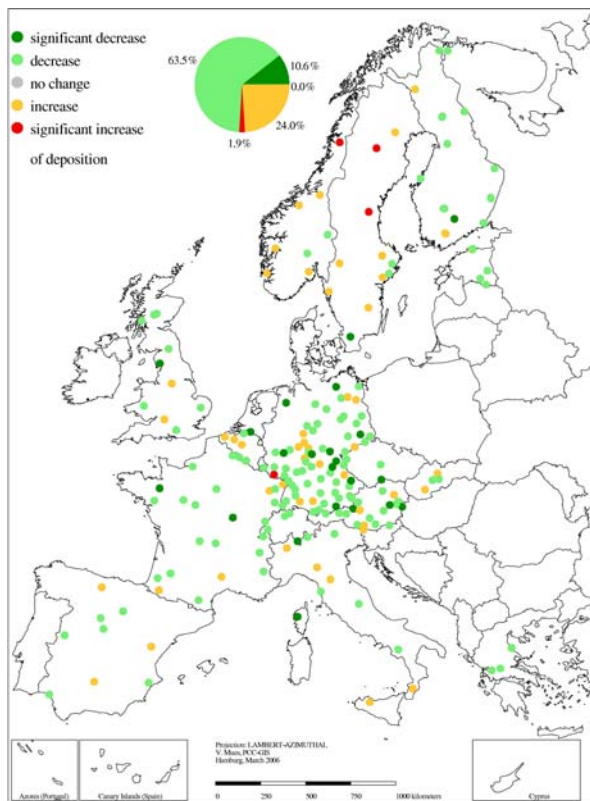 significant decrease
decrease
no change
increase
significant increase
of deposition
63.5%
10.6%
0.0%
24.0%
1.9%
Projection: LAMBERT-AZIMUTHAL
V. Mues, PCC-GIS
Hamburg, March 2006
0 250 500 750 1000 kilometers
Azores (Portugal)
Canary Islands (Spain)
Cyprus